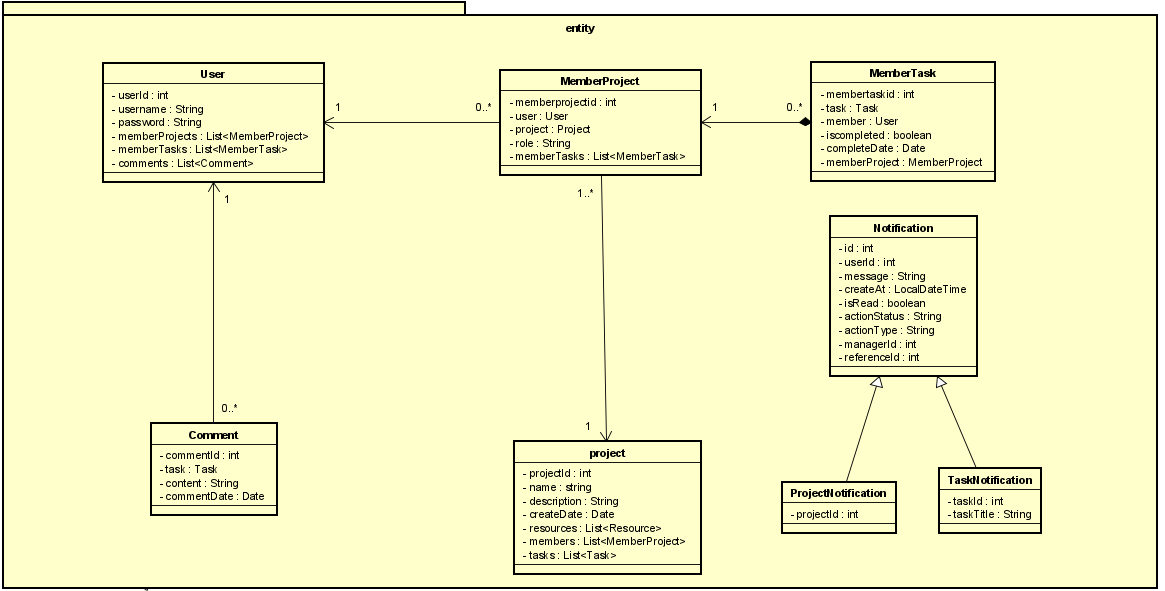 entity
User
- userId : int
- username : String
- password : String
- memberProjects : List<MemberProject>
- memberTasks : List<MemberTask>
- comments : List<Comment>
1
0..*
MemberProject
- memberprojectid : int
- user : User
- project : Project
- role : String
- memberTasks : List<MemberTask>
1
0..*
MemberTask
- membertaskid : int
- task : Task
- member : User
- iscompleted : boolean
- completeDate : Date
- memberProject : MemberProject
1
1..*
Notification
- id : int
- userId : int
- message : String
- createAt : LocalDateTime
- isRead : boolean
- actionStatus : String
- actionType : String
- managerId : int
- referenceId : int
0..*
1
Comment
- commentId : int
- task : Task
- content : String
- commentDate : Date
project
- projectId : int
- name : string
- description : String
- createDate : Date
- resources : List<Resource>
- members : List<MemberProject>
- tasks : List<Task>
ProjectNotification
- projectId : int
TaskNotification
- taskId : int
- taskTitle : String